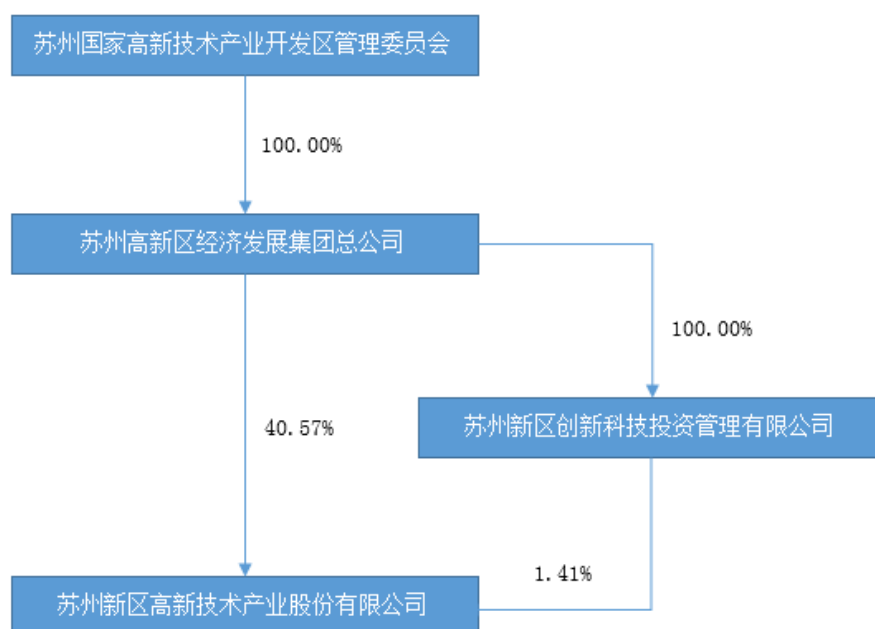 苏州国家高新技术产业开发区管理委员会
100.00%
苏州高新区经济发展集团总公司
100.00%
40.57%
苏州新区创新科技投资管理有限公司
1.41%
苏州新区高新技术产业股份有限公司